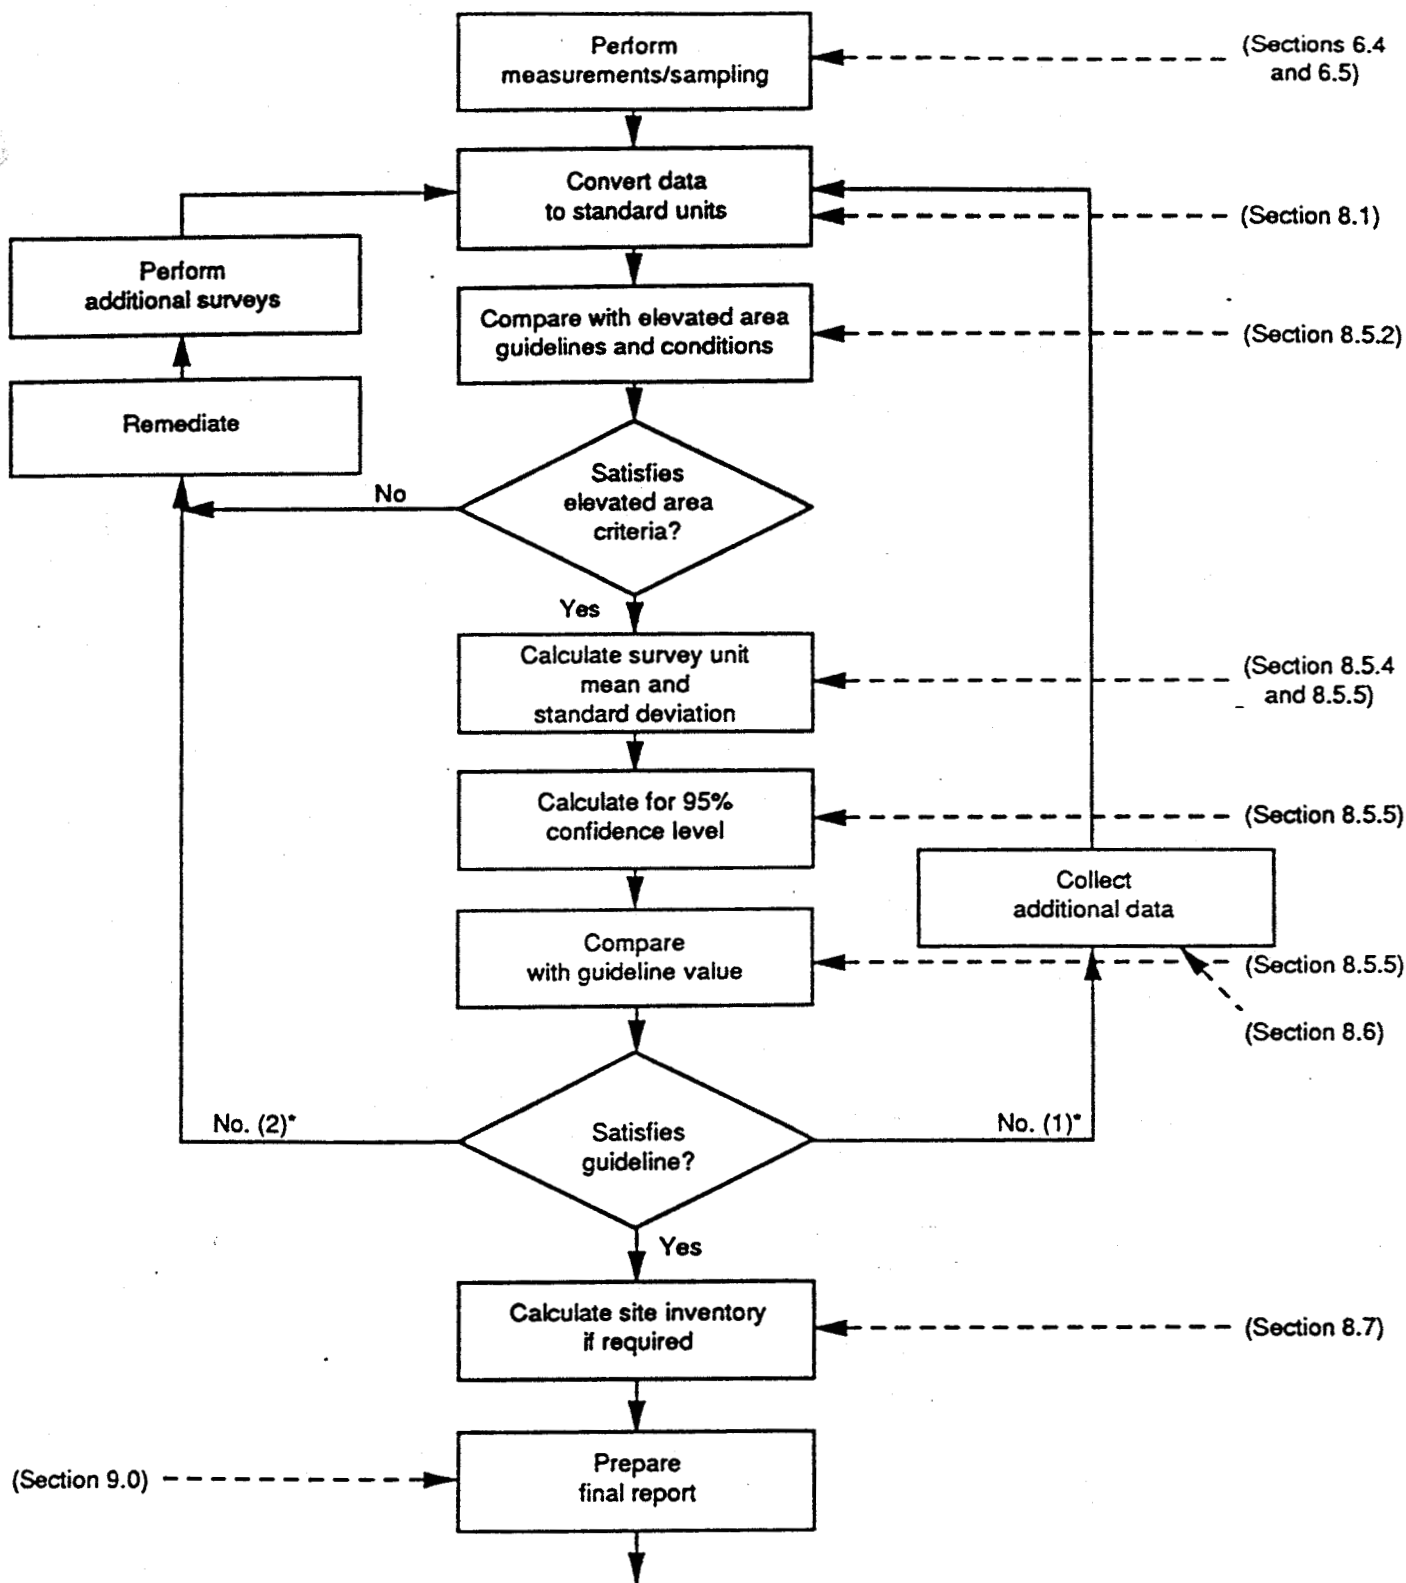 Perform
measurements/sampling
(Sections 6.4
and 6.5)
Convert data
to standard units
(Section 8.1)
Perform
additional surveys
Compare with elevated area
guidelines and conditions
(Section 8.5.2)
Remediate
Satisfies
elevated area
criteria?
No
Yes
Calculate survey unit
mean and
standard deviation
(Section 8.5.4
and 8.5.5)
Calculate for 95%
confidence level
(Section 8.5.5)
Collect
additional data
Compare
with guideline value
(Section 8.5.5)
(Section 8.6)
No. (2)*
No. (1)*
Satisfies
guideline?
Yes
Calculate site inventory
if required
(Section 8.7)
Prepare
final report
(Section 9.0)